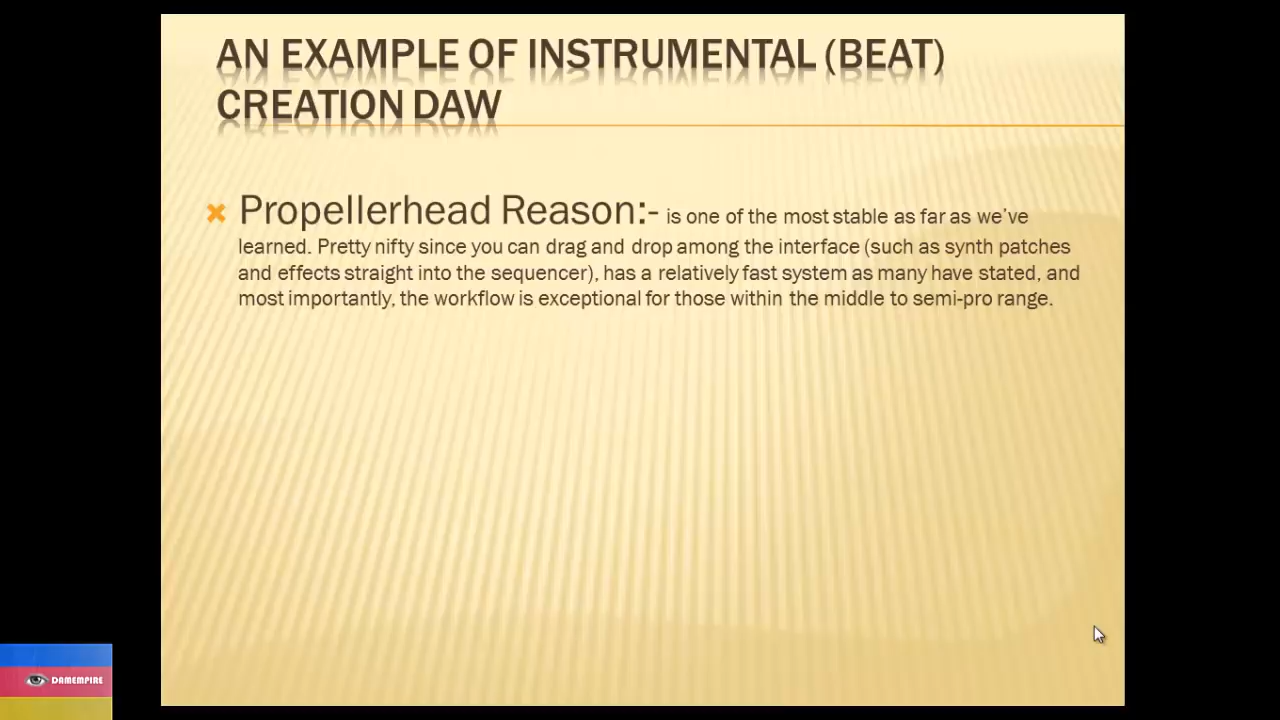 AN EXAMPLE OF INSTRUMENTAL (BEAT)
CREATION DAW
Propellerhead Reason:- is one of the most stable as far as we've
learned. Pretty nifty since you can drag and drop among the interface (such as synth patches
and effects straight into the sequencer), has a relatively fast system as many have stated, and
most importantly, the workflow is exceptional for those within the middle to semi-pro range.
DAMEMPIRE